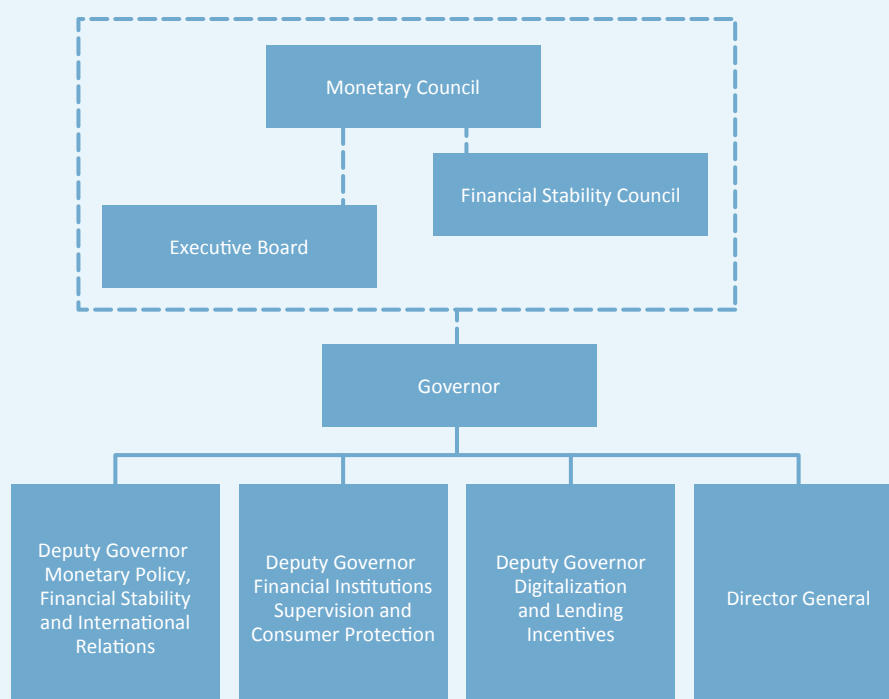 Monetary Council
Financial Stability Council
Executive Board
Governor
Deputy Governor
Monetary Policy,
Financial Stability
and International
Relations
Deputy Governor
Financial Institutions
Supervision and
Consumer Protection
Deputy Governor
Digitalization
and Lending
Incentives
Director General